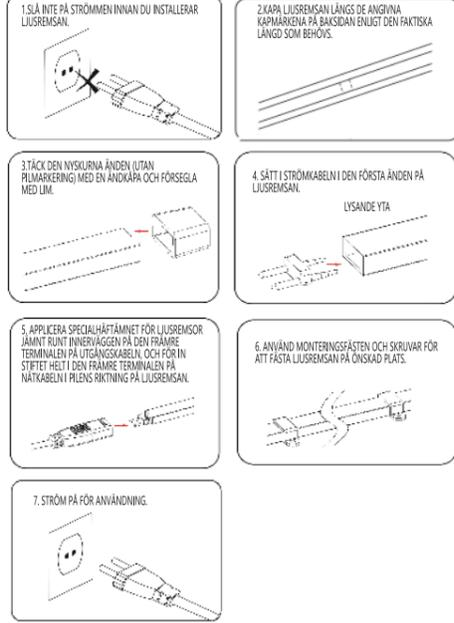 1.SLÅ INTE PÅ STRÖMMEN INNAN DU INSTALLERAR
LJUSREMSAN.
2.KAPA LJUSREMSAN LÄNGS DE ANGIVNA
KAPMÄRKENA PÅ BAKSIDAN ENLIGT DEN FAKTISKA
LÄNGD SOM BEHÖVS.
3.TÄCK DEN NYSKURNA ÄNDEN (UTAN
PILMARKERING) MED EN ÄNDKÅPA OCH FÖRSEGLA
MED LIM.
4. SÄTT I STRÖMKABELN I DEN FÖRSTA ÄNDEN PÅ
LJUSREMSAN.
LYSANDE YTA
5, APPLICERA SPECIALHÄFTÄMNET FÖR LJUSREMSOR
JÄMNT RUNT INNERVÄGGEN PÅ DEN FRÄMRE
TERMINALEN PÅ UTGÅNGSKABELN, OCH FÖR IN
STIFTET HELT I DEN FRÄMRE TERMINALEN PÅ
NÄTKABELN I PILENS RIKTNING PÅ LJUSREMSAN.
6. ANVÄND MONTERINGSFÄSTEN OCH SKRUVAR FÖR
ATT FÄSTA LJUSREMSAN PÅ ÖNSKAD PLATS.
7. STRÖM PÅ FÖR ANVÄNDNING.